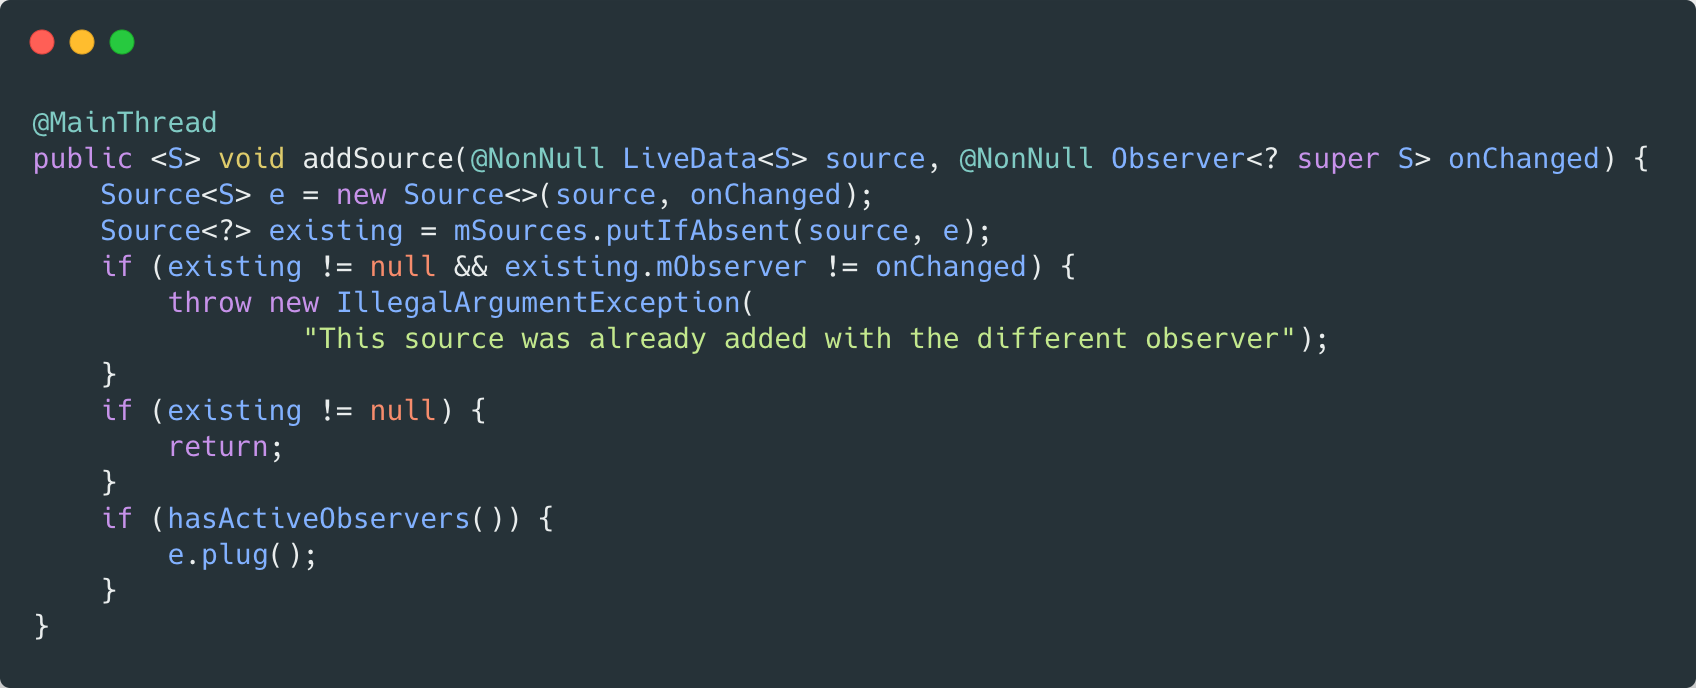 @MainThread
public <S> void addSource(@NonNull LiveData<S> source, @NonNull Observer<? super S> onChanged) {
    Source<S> e = new Source<>(source, onChanged);
    Source<?> existing = mSources.putIfAbsent(source, e);
    if (existing != null && existing.mObserver != onChanged) {
        throw new IllegalArgumentException(
                "This source was already added with the different observer");
    }
    if (existing != null) {
        return;
    }
    if (hasActiveObservers()) {
        e.plug();
    }
}